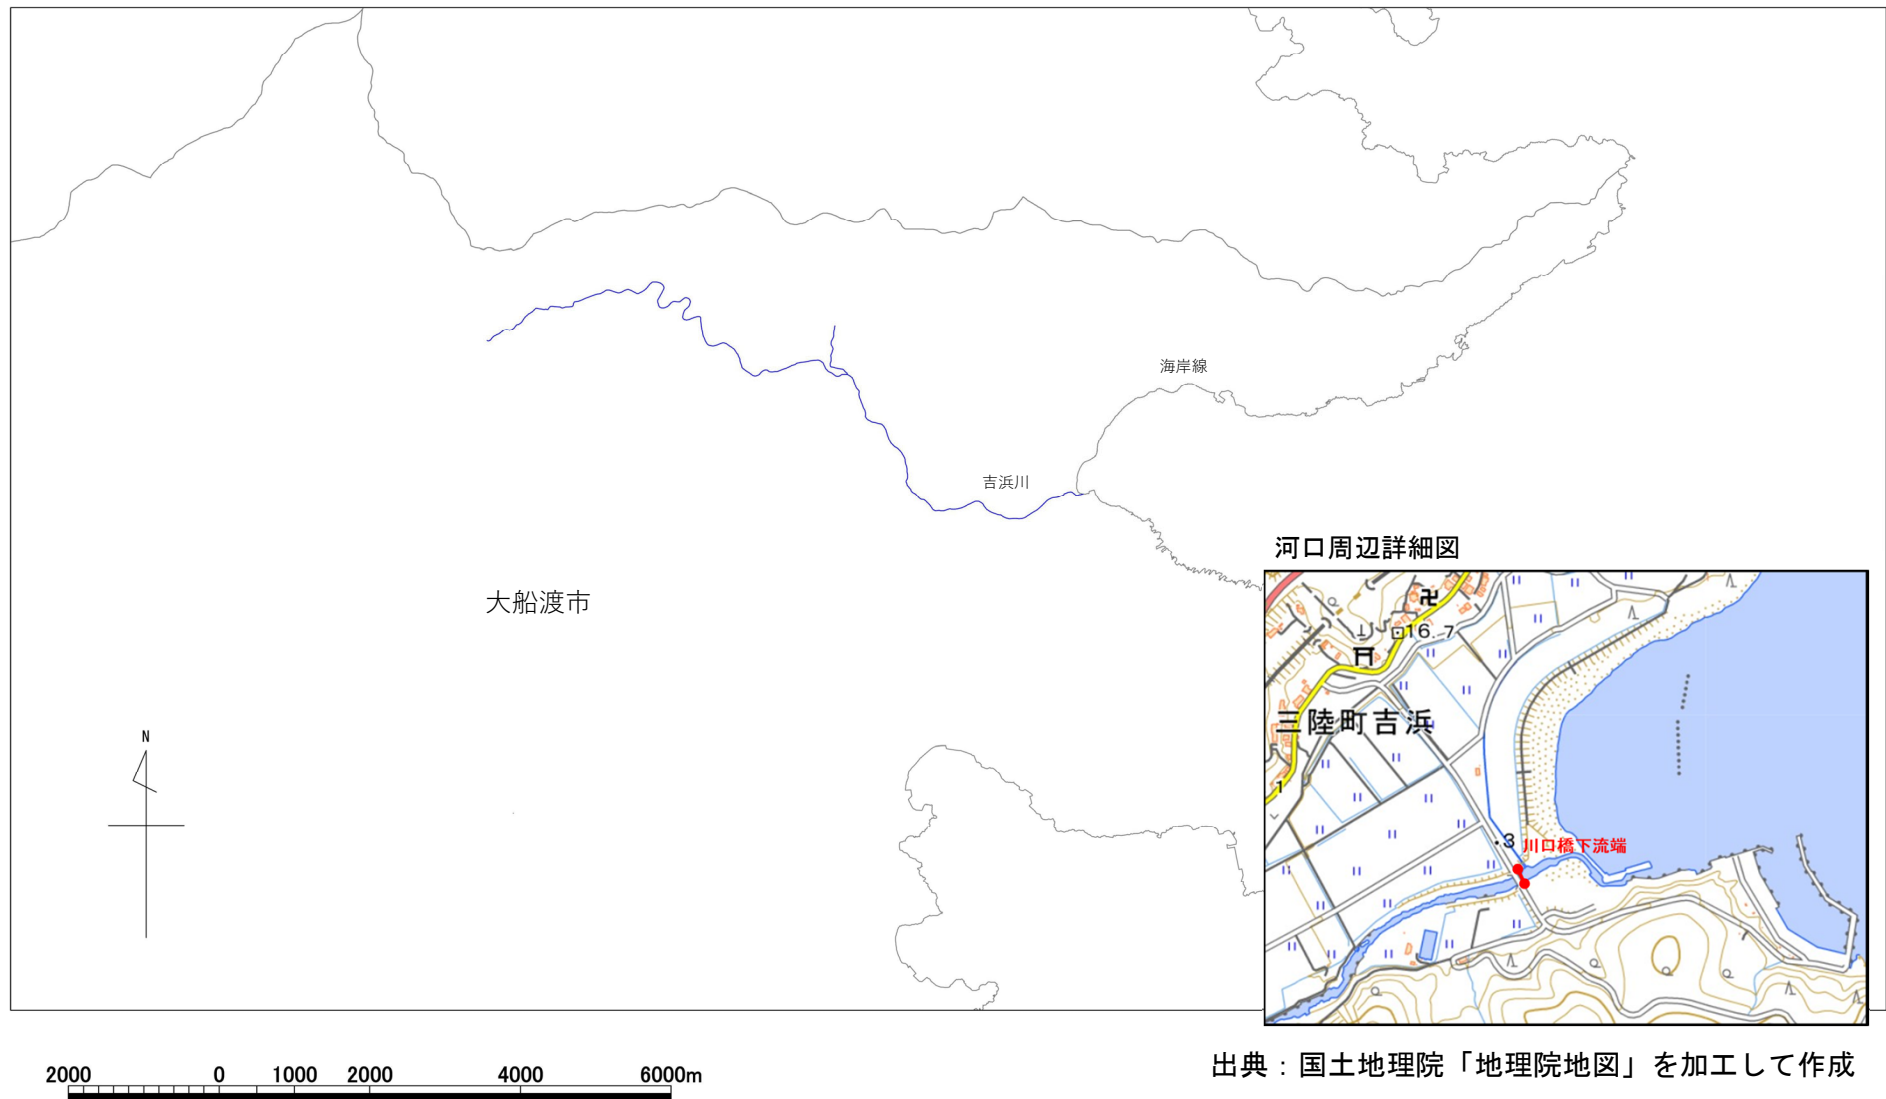 海岸線
吉浜川
大船渡市
河口周辺詳細図
16.7
三陸町吉浜
1
3
川口橋下流端
N
出典：国土地理院「地理院地図」を加工して作成
2000 0 1000 2000 4000 6000m